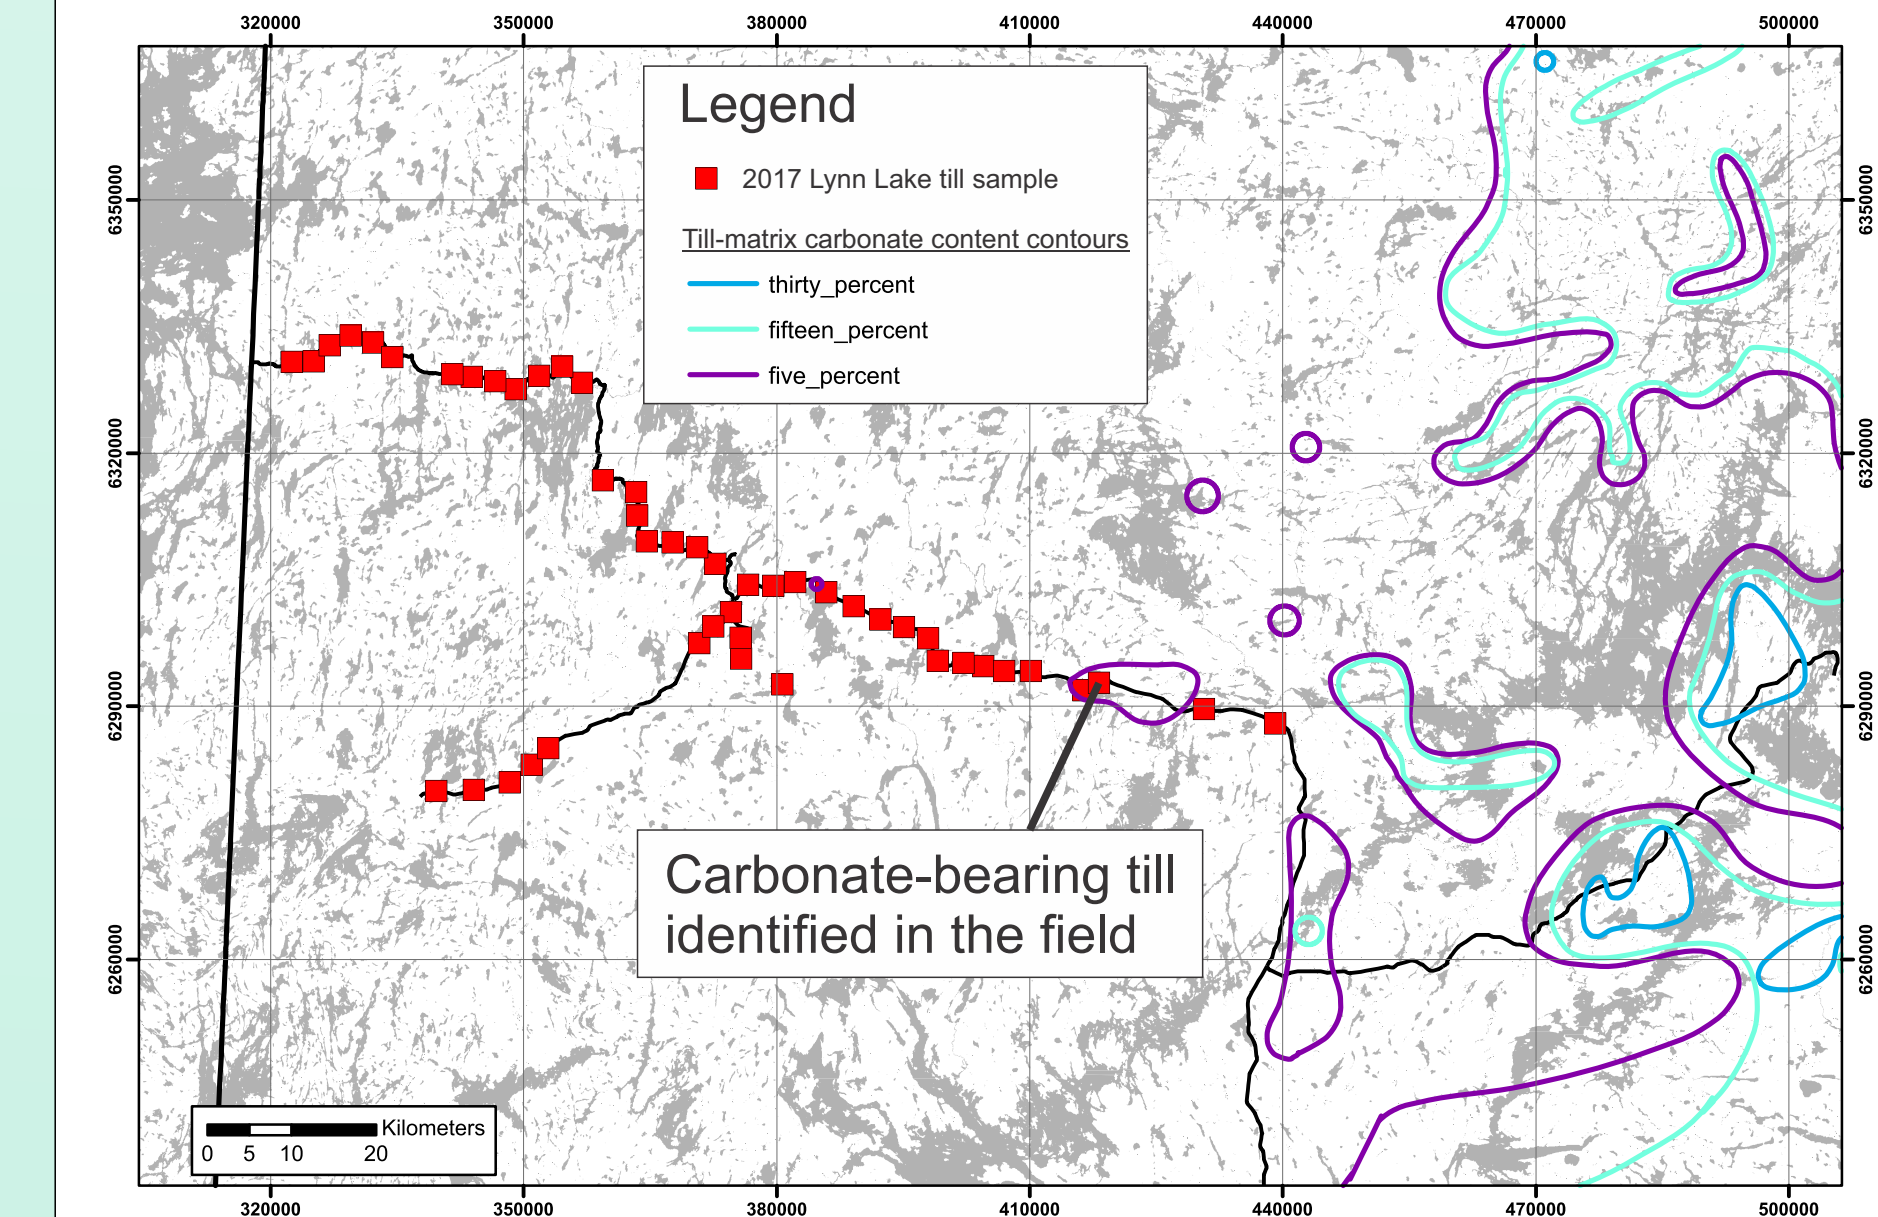 320000 350000 380000 410000 440000 470000 500000
Legend
2017 Lynn Lake till sample
Till-matrix carbonate content contours
thirty_percent
fifteen_percent
five_percent
6350000 6350000
6320000 6320000
6290000 6290000
Carbonate-bearing till
identified in the field
6260000 6260000
Kilometers
0 5 10 20
320000 350000 380000 410000 440000 470000 500000